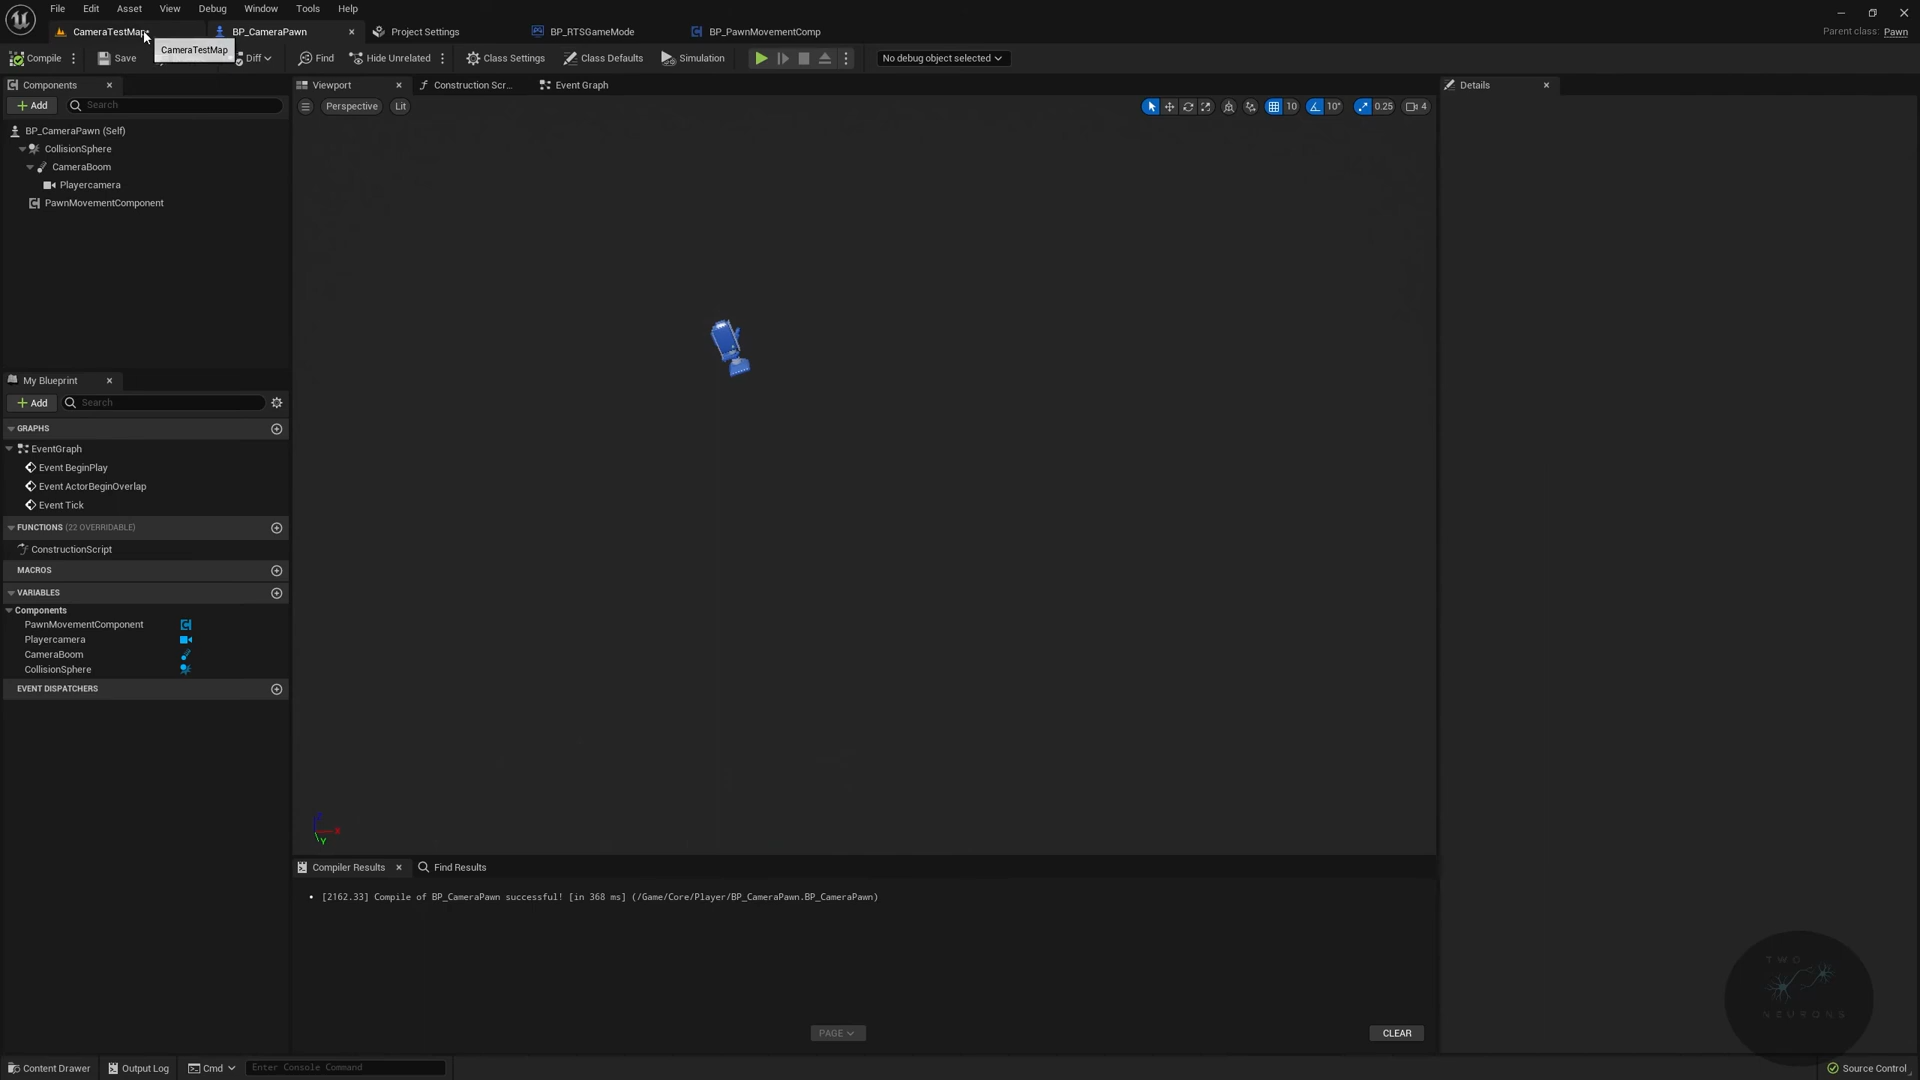 File Edit Asset View Debug Window Tools Help
CameraTestMap BP_CameraPawn Project Settings BP_RTSGameMode BP_PawnMovementComp
Parent class: Pawn
CameraTestMap
Compile Save Diff Find Hide Unrelated Class Settings Class Defaults Simulation No debug object selected
Components Viewport Construction Scr... Event Graph Details
Add Search Perspective Lit 10 10° 0.25 4
BP_CameraPawn (Self)
CollisionSphere
CameraBoom
Playercamera
PawnMovementComponent
My Blueprint
Add Search
GRAPHS
EventGraph
Event BeginPlay
Event ActorBeginOverlap
Event Tick
FUNCTIONS (22 OVERRIDABLE)
ConstructionScript
MACROS
VARIABLES
Components
PawnMovementComponent
Playercamera
CameraBoom
CollisionSphere
EVENT DISPATCHERS
X
Y
Compiler Results Find Results
[2162.33] Compile of BP_CameraPawn successful! [in 368 ms] (/Game/Core/Player/BP_CameraPawn.BP_CameraPawn)
TWO
NEURONS
PAGE CLEAR
Content Drawer Output Log Cmd Enter Console Command Source Control